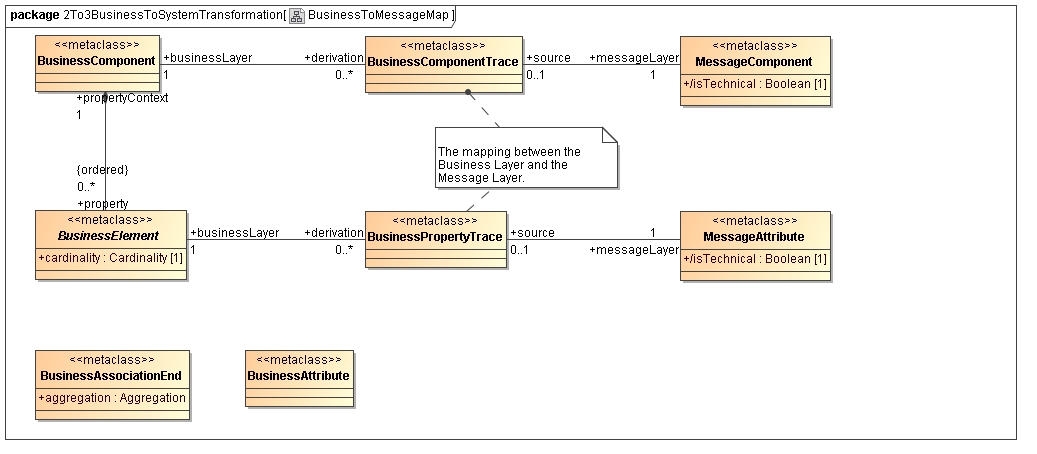 package 2To3BusinessToSystemTransformation[ BusinessToMessageMap ]
<<metaclass>>
BusinessComponent
+businessLayer
1
+derivation
0..*
<<metaclass>>
BusinessComponentTrace
+source
0..1
+messageLayer
1
<<metaclass>>
MessageComponent
+/isTechnical : Boolean [1]
+propertyContext
1
{ordered}
0..*
+property
The mapping between the
Business Layer and the
Message Layer.
<<metaclass>>
BusinessElement
+cardinality : Cardinality [1]
+businessLayer
1
+derivation
0..*
<<metaclass>>
BusinessPropertyTrace
+source
0..1
1
+messageLayer
<<metaclass>>
MessageAttribute
+/isTechnical : Boolean [1]
<<metaclass>>
BusinessAssociationEnd
+aggregation : Aggregation
<<metaclass>>
BusinessAttribute